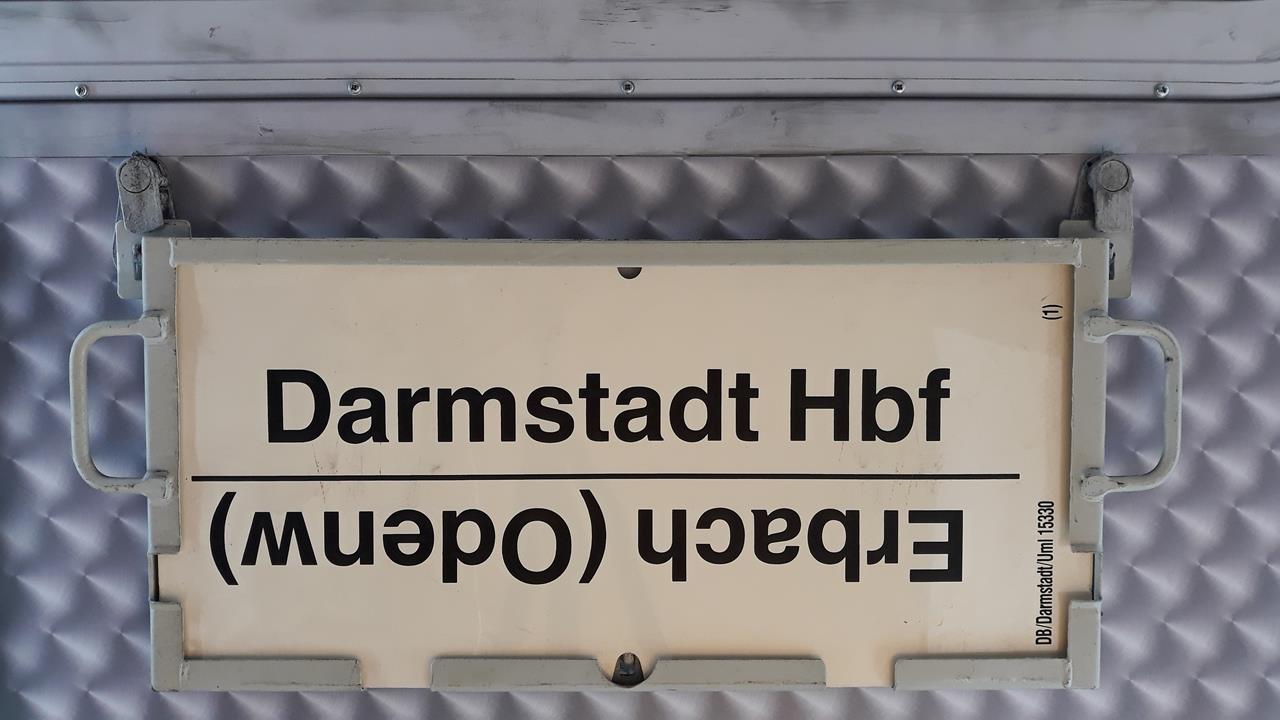 Darmstadt Hbf
Erbach (Odenw)
(1)
DB/Darmstadt/Uml 15330